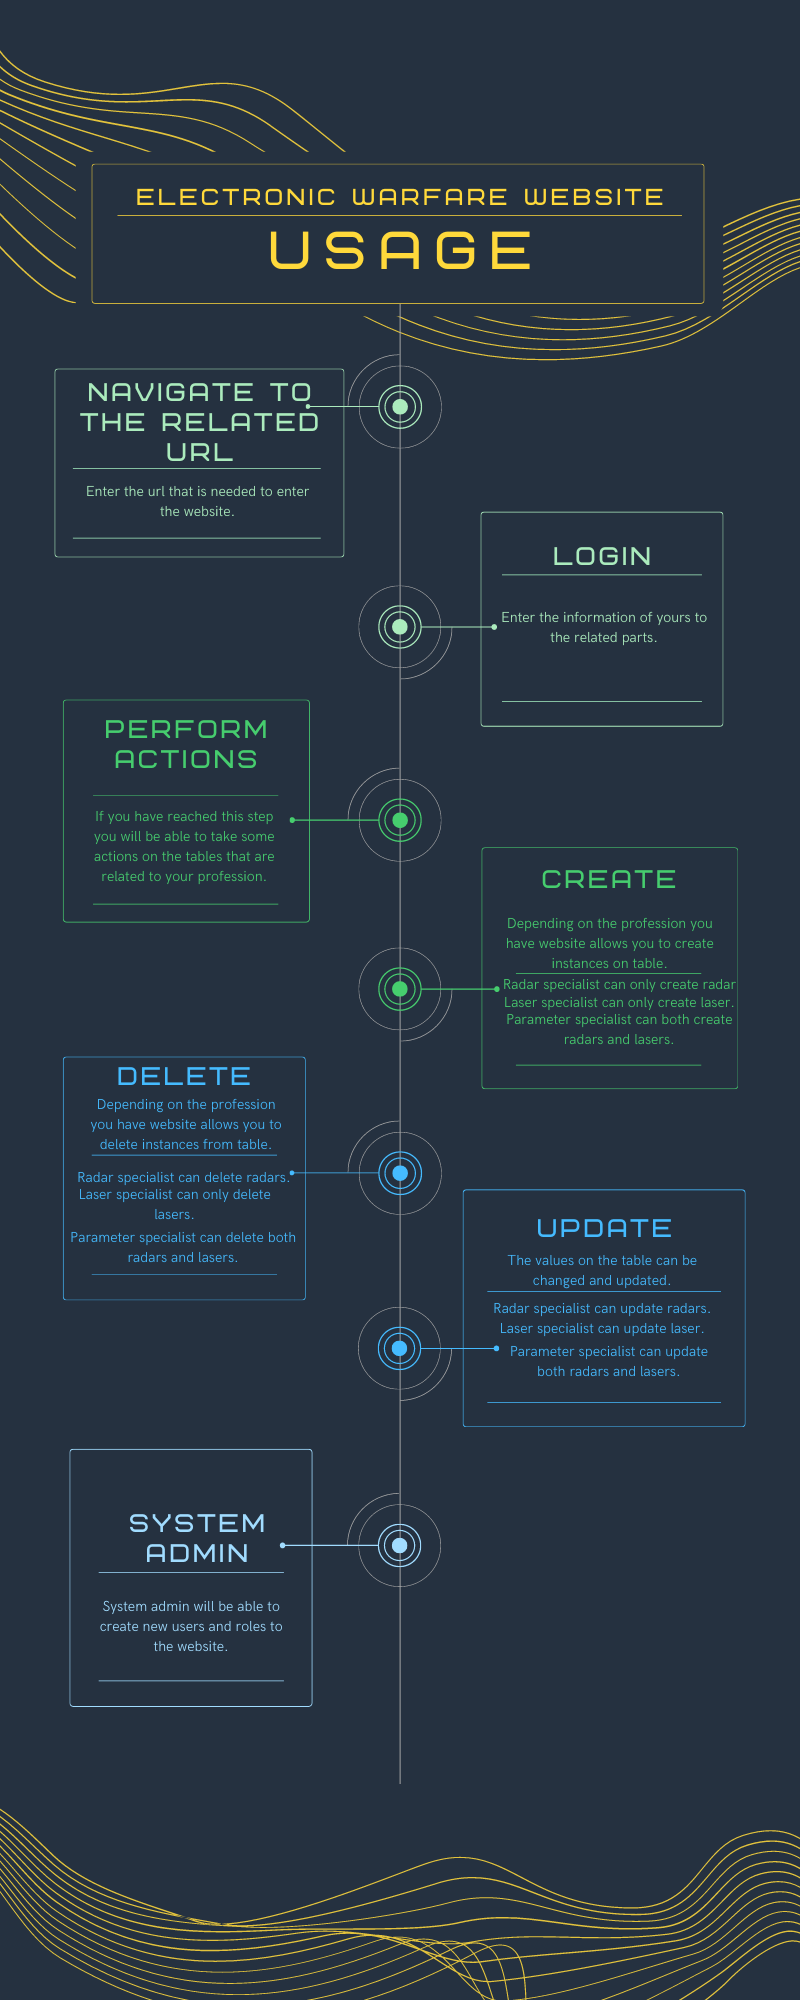 ELECTRONIC WARFARE WEBSITE
USAGE
NAVIGATE TO
THE RELATED
URL
Enter the url that is needed to enter
the website.
LOGIN
Enter the information of yours to
the related parts.
PERFORM
ACTIONS
If you have reached this step
you will be able to take some
actions on the tables that are
related to your profession.
CREATE
Depending on the profession you
have website allows you to create
instances on table.
Radar specialist can only create radar
Laser specialist can only create laser.
Parameter specialist can both create
radars and lasers.
DELETE
Depending on the profession
you have website allows you to
delete instances from table.
Radar specialist can delete radars.
Laser specialist can only delete
lasers.
Parameter specialist can delete both
radars and lasers.
UPDATE
The values on the table can be
changed and updated.
Radar specialist can update radars.
Laser specialist can update laser.
Parameter specialist can update
both radars and lasers.
SYSTEM
ADMIN
System admin will be able to
create new users and roles to
the website.